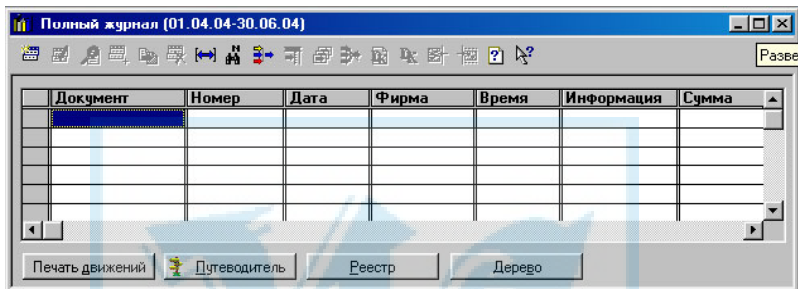 Полный журнал (01.04.04-30.06.04)
Разве
Документ Номер Дата Фирма Время Информация Сумма
Печать движений Путеводитель Реестр Дерево